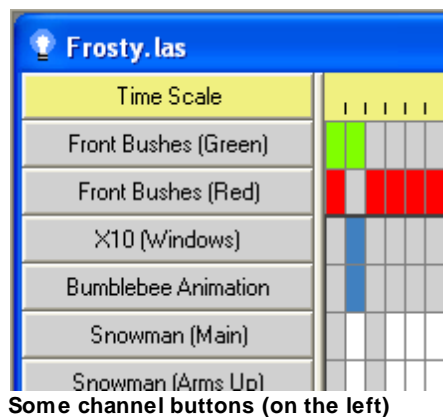 Frosty.las
Time Scale
Front Bushes (Green)
Front Bushes (Red)
X10 (Windows)
Bumblebee Animation
Snowman (Main)
Snowman (Arms Up)
Some channel buttons (on the left)